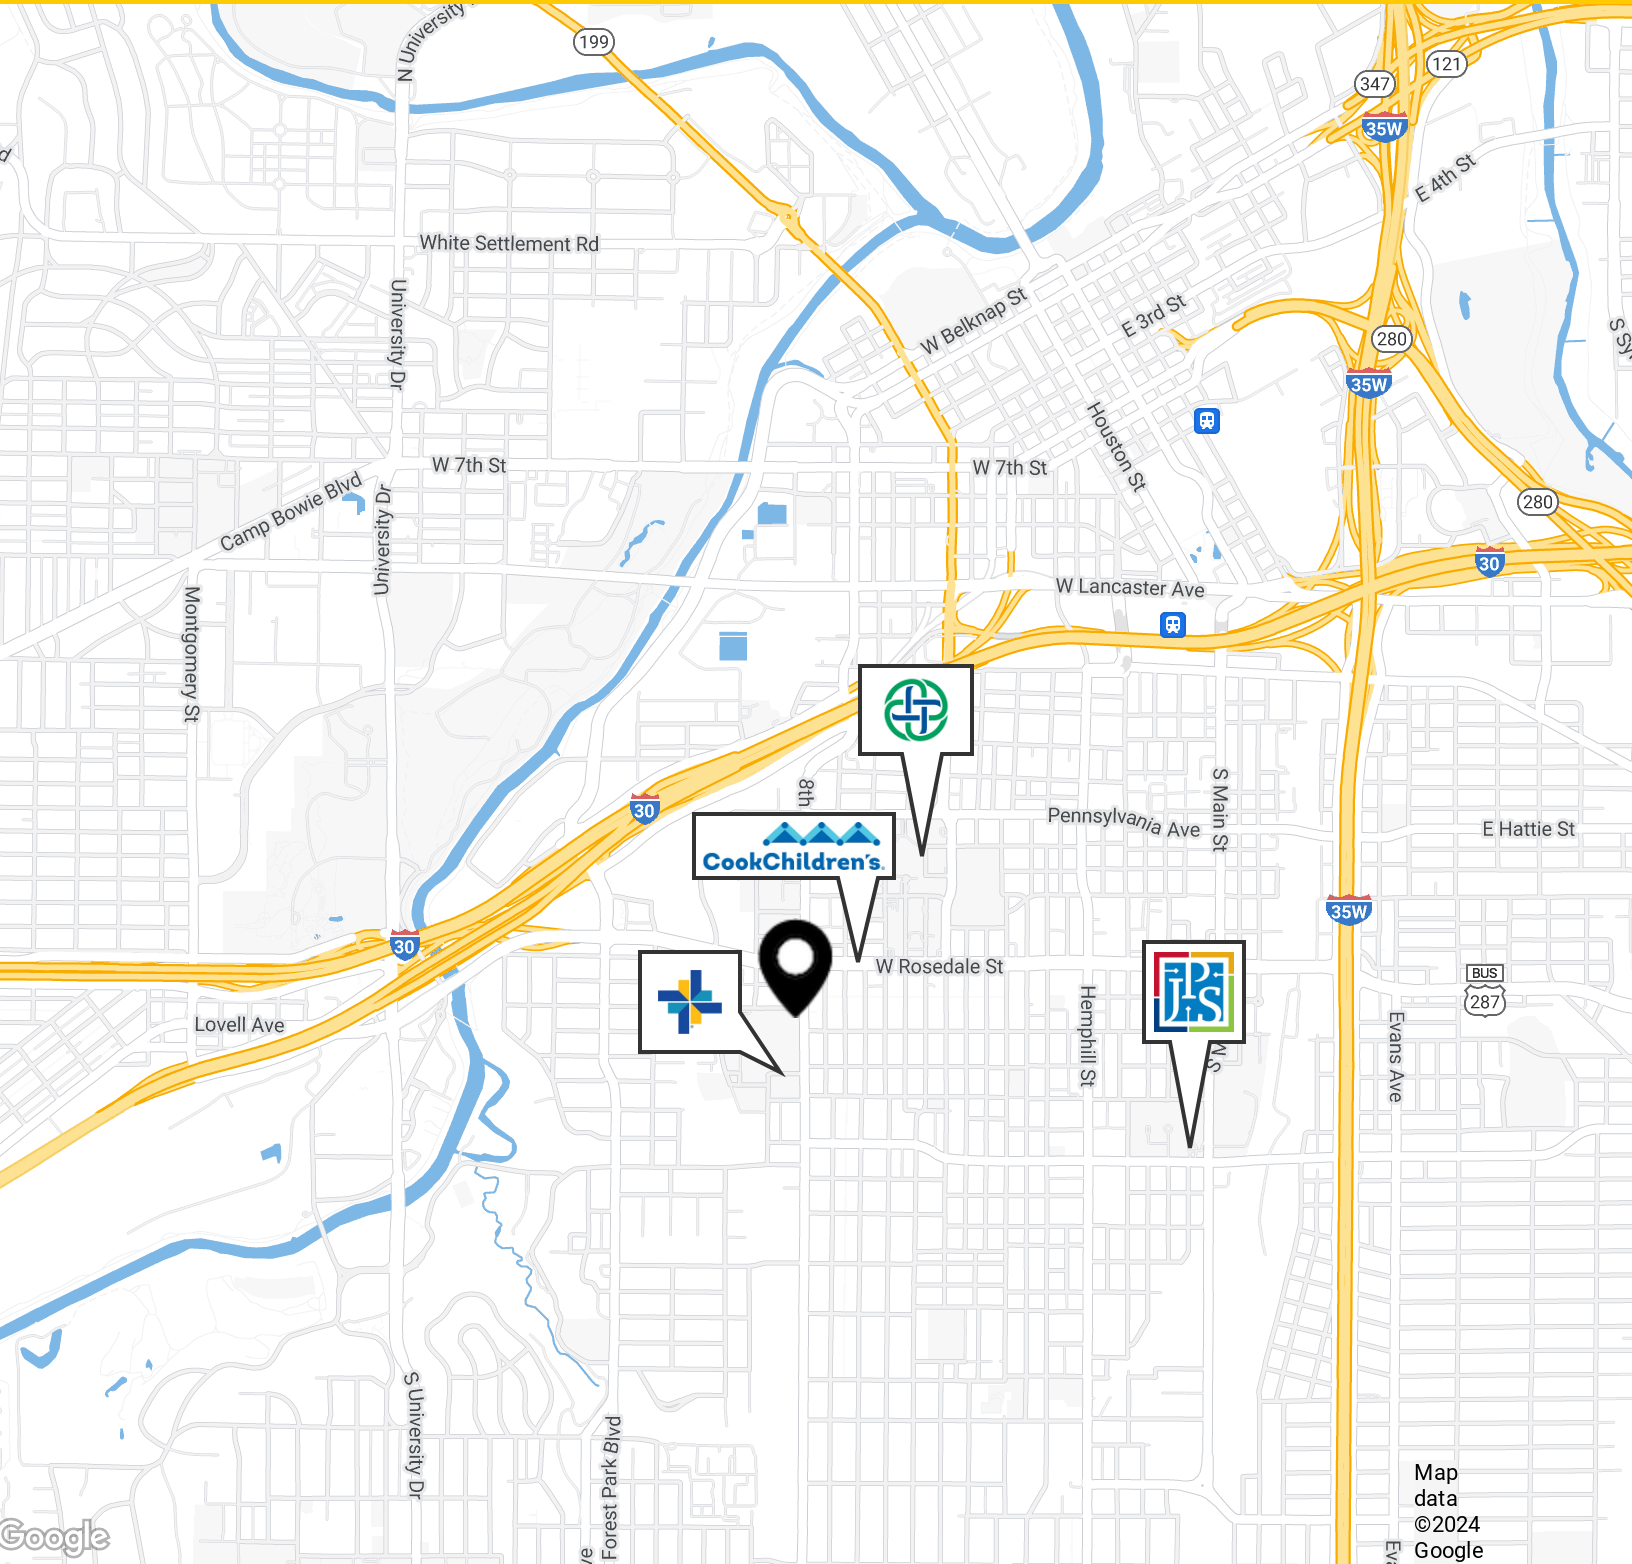 N University
199
121
347
35W
E 4th St
White Settlement Rd
University Dr
W Belknap St
E 3rd St
280
35W
Houston St
W 7th St
W 7th St
Camp Bowie Blvd
University Dr
280
30
W Lancaster Ave
Montgomery St
8th
30
S Main St
Pennsylvania Ave
E Hattie St
CookChildren's.
35W
30
W Rosedale St
JPS
BUS
287
Lovell Ave
Hemphill St
Evans Ave
S University Dr
Forest Park Blvd
Map
data
©2024
Google
Google